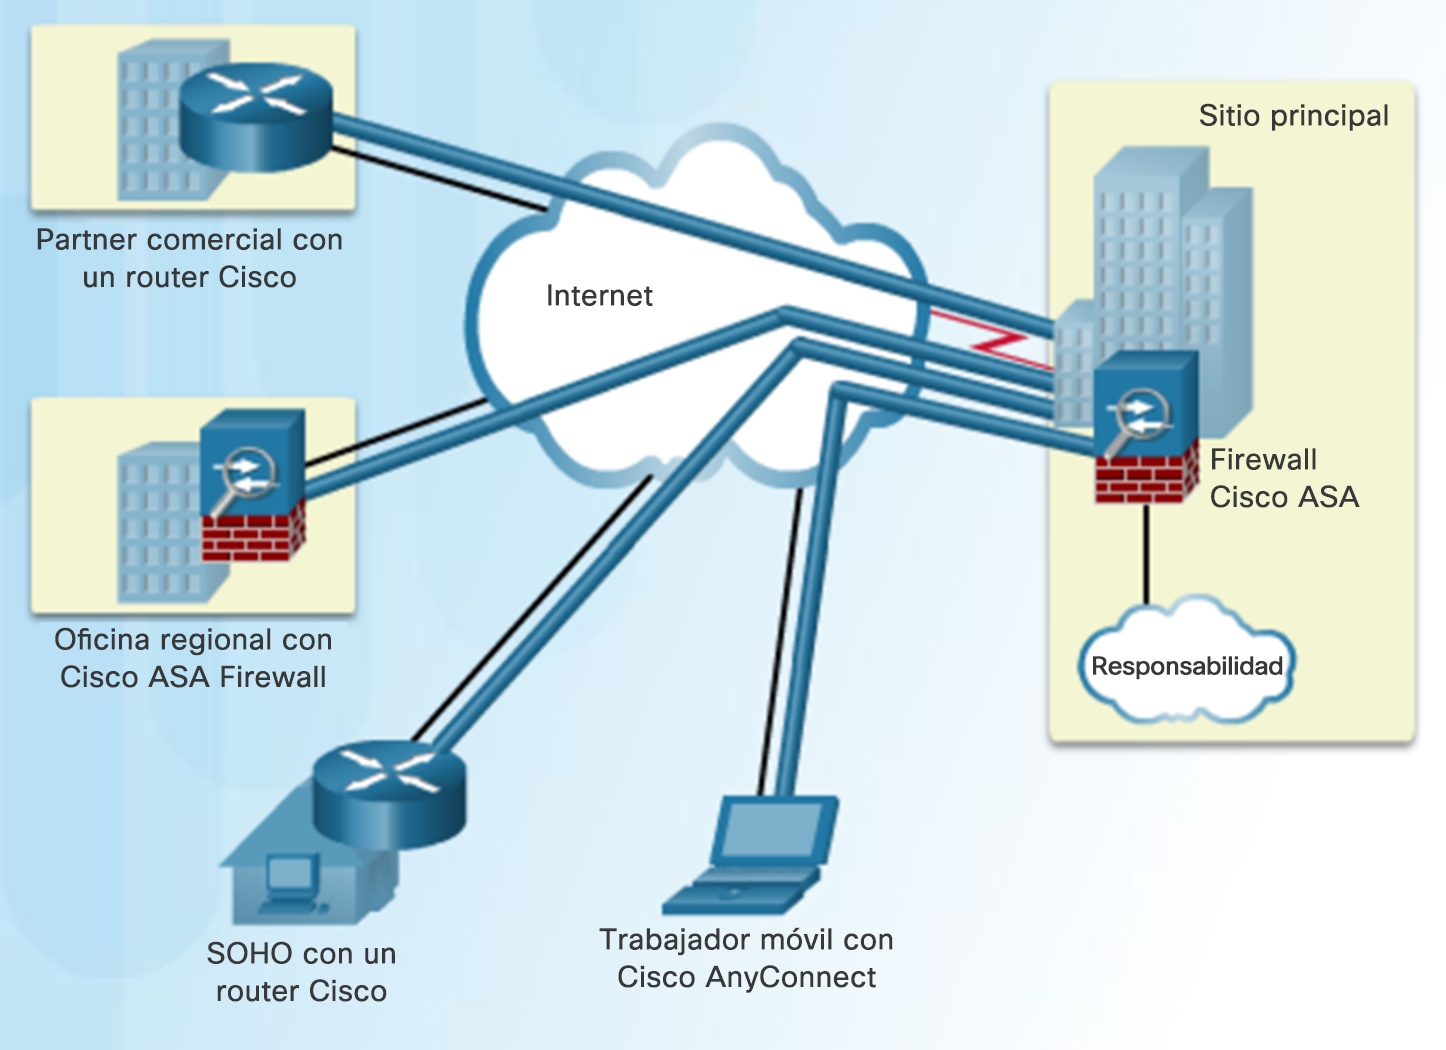 Sitio principal
Partner comercial con
un router Cisco
Internet
Firewall
Cisco ASA
Oficina regional con
Cisco ASA Firewall
Responsabilidad
SOHO con un
router Cisco
Trabajador móvil con
Cisco AnyConnect